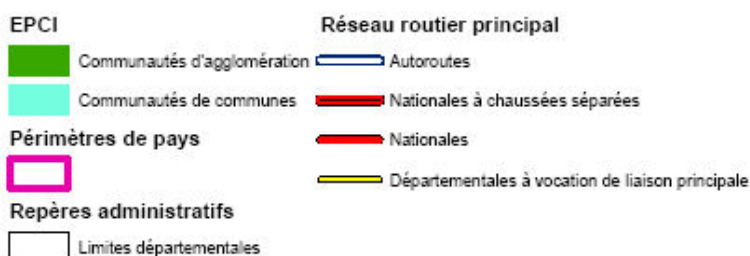 EPCI
Communautés d'agglomération
Communautés de communes
Périmètres de pays
Repères administratifs
Limites départementales
Réseau routier principal
Autoroutes
Nationales à chaussées séparées
Nationales
Départementales à vocation de liaison principale